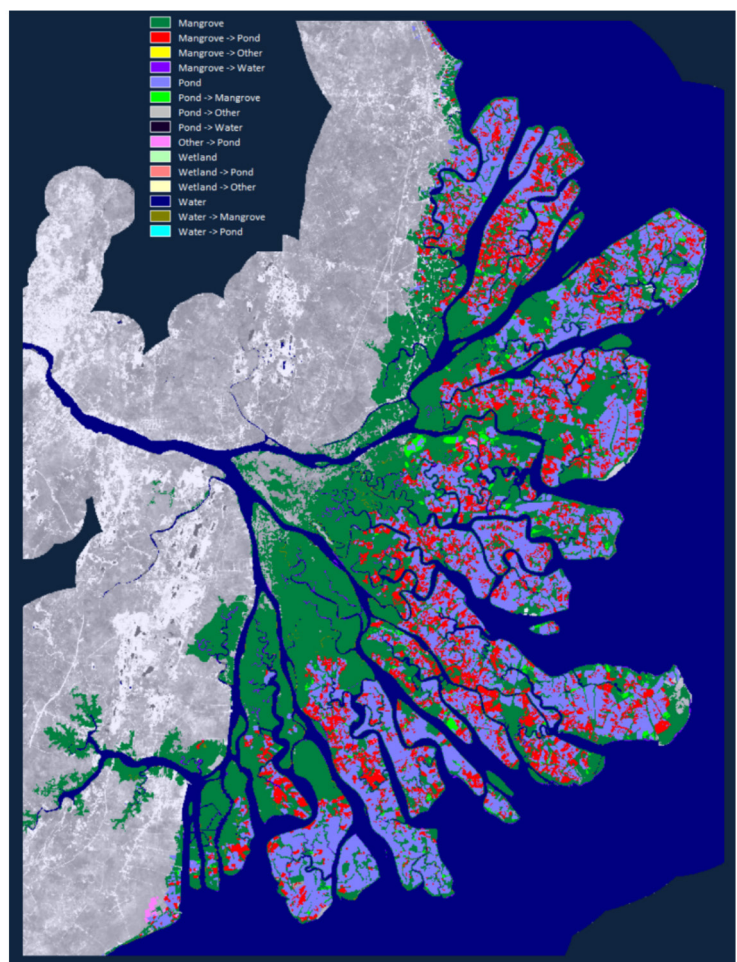 Mangrove
Mangrove -> Pond
Mangrove -> Other
Mangrove -> Water
Pond
Pond -> Mangrove
Pond -> Other
Pond -> Water
Other -> Pond
Wetland
Wetland -> Pond
Wetland -> Other
Water
Water -> Mangrove
Water -> Pond